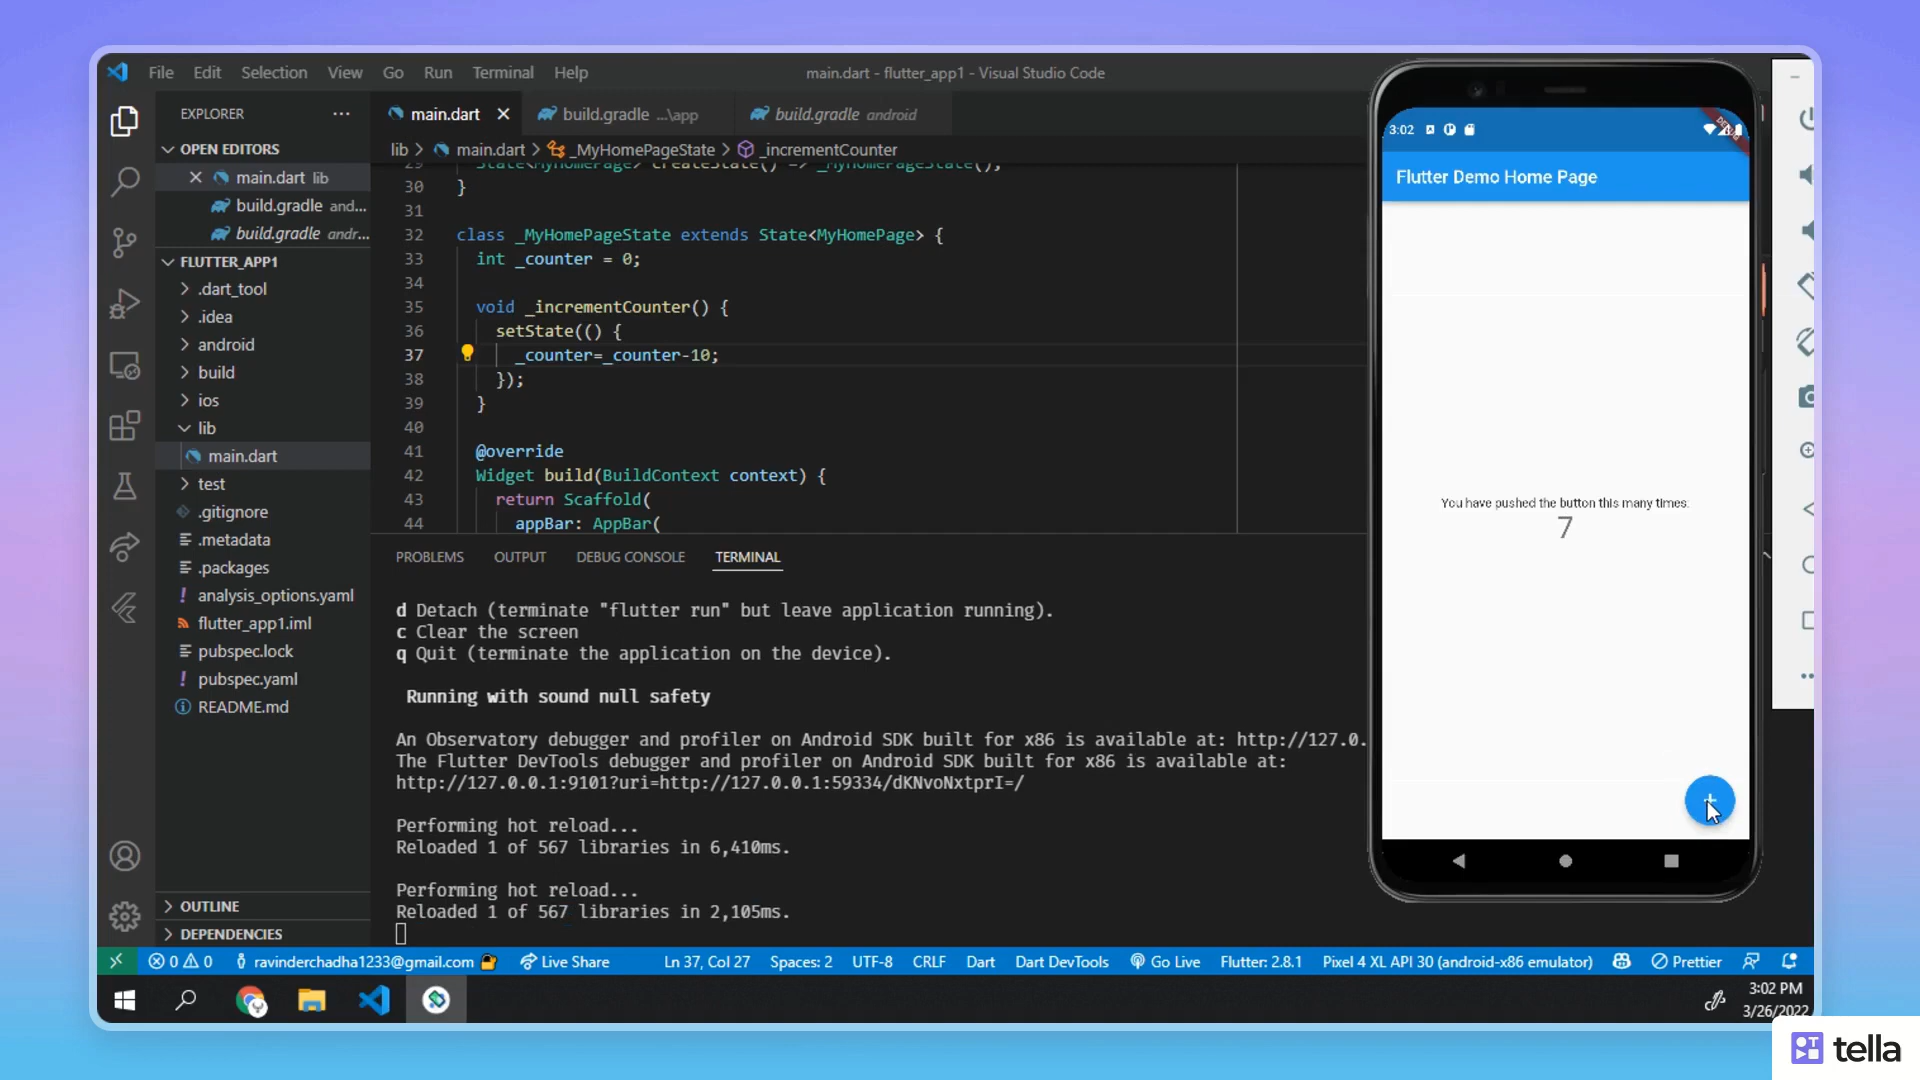 File Edit Selection View Go Run Terminal Help
main.dart - flutter_app1 - Visual Studio Code
EXPLORER
OPEN EDITORS
main.dart lib
build.gradle and...
build.gradle andr...
FLUTTER_APP1
.dart_tool
.idea
android
build
ios
lib
main.dart
test
.gitignore
.metadata
.packages
analysis_options.yaml
flutter_app1.iml
pubspec.lock
pubspec.yaml
README.md
OUTLINE
DEPENDENCIES
main.dart
build.gradle ...\app
build.gradle android
lib > main.dart > _MyHomePageState > _incrementCounter
29 State<MyHomePage> createState() => _MyHomePageState();
30 }
31
32 class _MyHomePageState extends State<MyHomePage> {
33 int _counter = 0;
34
35 void _incrementCounter() {
36 setState(() {
37 _counter=_counter-10;
38 });
39 }
40
41 @override
42 Widget build(BuildContext context) {
43 return Scaffold(
44 appBar: AppBar(
PROBLEMS OUTPUT DEBUG CONSOLE TERMINAL
d Detach (terminate "flutter run" but leave application running).
c Clear the screen
q Quit (terminate the application on the device).
Running with sound null safety
An Observatory debugger and profiler on Android SDK built for x86 is available at: http://127.0.
The Flutter DevTools debugger and profiler on Android SDK built for x86 is available at:
http://127.0.0.1:9101?uri=http://127.0.0.1:59334/dKNvoNxtprI=/
Performing hot reload...
Reloaded 1 of 567 libraries in 6,410ms.
Performing hot reload...
Reloaded 1 of 567 libraries in 2,105ms.
3:02
DEBUG
Flutter Demo Home Page
You have pushed the button this many times:
7
0 0 ravinderchadha1233@gmail.com Live Share Ln 37, Col 27 Spaces: 2 UTF-8 CRLF Dart Dart DevTools Go Live Flutter: 2.8.1 Pixel 4 XL API 30 (android-x86 emulator) Prettier
3:02 PM
3/26/2022
tella